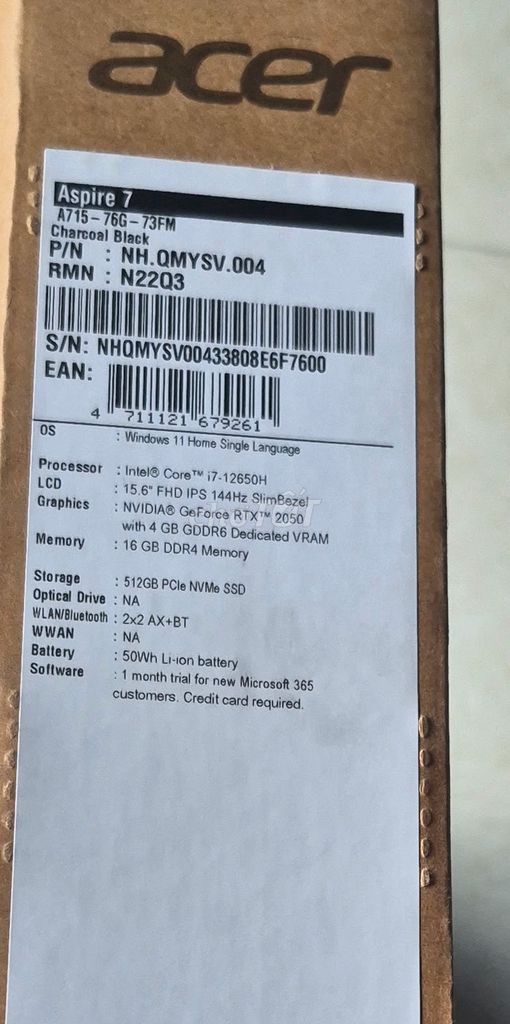 acer
Aspire 7
A715-76G-73FM
Charcoal Black
P/N : NH.QMYSV.004
RMN : N22Q3
S/N: NHQMYSV00433808E6F7600
EAN:
4 711121 679261
OS : Windows 11 Home Single Language
Processor : Intel® Core™ i7-12650H
LCD : 15.6" FHD IPS 144Hz SlimBezel
Graphics : NVIDIA® GeForce RTX™ 2050
with 4 GB GDDR6 Dedicated VRAM
Memory : 16 GB DDR4 Memory
Storage : 512GB PCIe NVMe SSD
Optical Drive : NA
WLAN/Bluetooth : 2x2 AX+BT
WWAN : NA
Battery : 50Wh Li-ion battery
Software : 1 month trial for new Microsoft 365
customers. Credit card required.